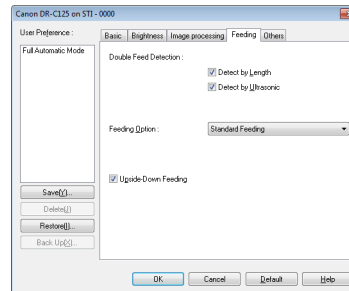 Canon DR-C125 on STI - 0000
User Preference :
Full Automatic Mode
Save(Y)...
Delete(J)
Restore(I)...
Back Up(X)...
Basic
Brightness
Image processing
Feeding
Others
Double Feed Detection :
Detect by Length
Detect by Ultrasonic
Feeding Option :
Standard Feeding
Upside-Down Feeding
OK
Cancel
Default
Help